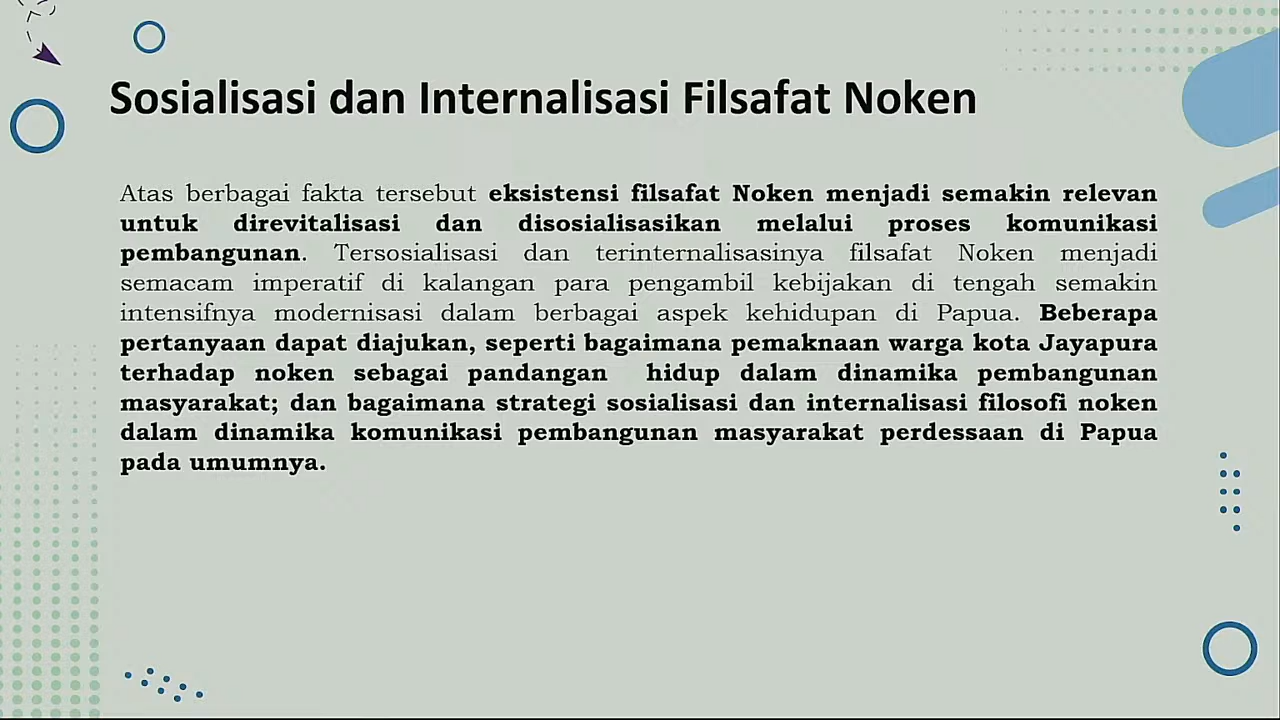 Sosialisasi dan Internalisasi Filsafat Noken
Atas berbagai fakta tersebut eksistensi filsafat Noken menjadi semakin relevan
untuk direvitalisasi dan disosialisasikan melalui proses komunikasi
pembangunan. Tersosialisasi dan terinternalisasinya filsafat Noken menjadi
semacam imperatif di kalangan para pengambil kebijakan di tengah semakin
intensifnya modernisasi dalam berbagai aspek kehidupan di Papua. Beberapa
pertanyaan dapat diajukan, seperti bagaimana pemaknaan warga kota Jayapura
terhadap noken sebagai pandangan hidup dalam dinamika pembangunan
masyarakat; dan bagaimana strategi sosialisasi dan internalisasi filosofi noken
dalam dinamika komunikasi pembangunan masyarakat perdessaan di Papua
pada umumnya.